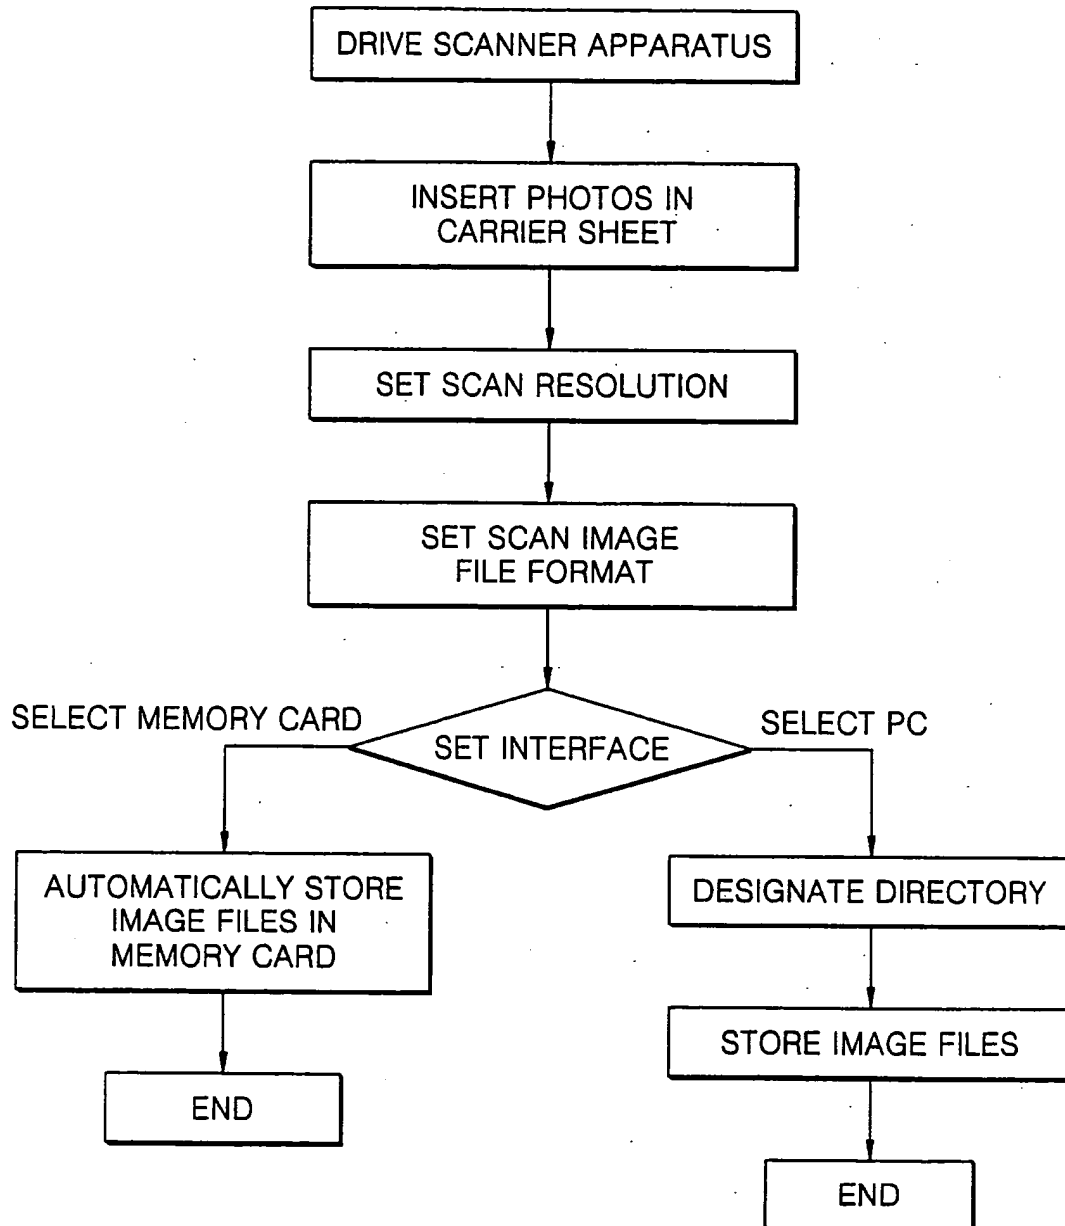 DRIVE SCANNER APPARATUS
INSERT PHOTOS IN
CARRIER SHEET
SET SCAN RESOLUTION
SET SCAN IMAGE
FILE FORMAT
SELECT MEMORY CARD
SET INTERFACE
SELECT PC
AUTOMATICALLY STORE
IMAGE FILES IN
MEMORY CARD
END
DESIGNATE DIRECTORY
STORE IMAGE FILES
END